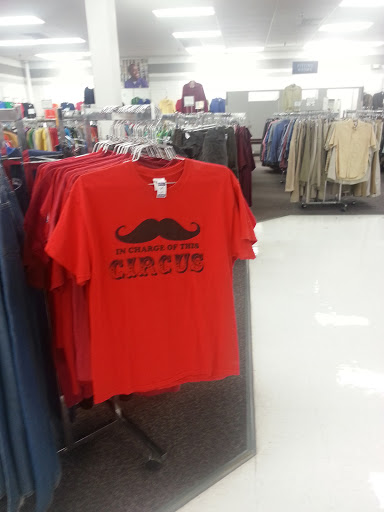 IN CHARGE OF THIS
CIRCUS